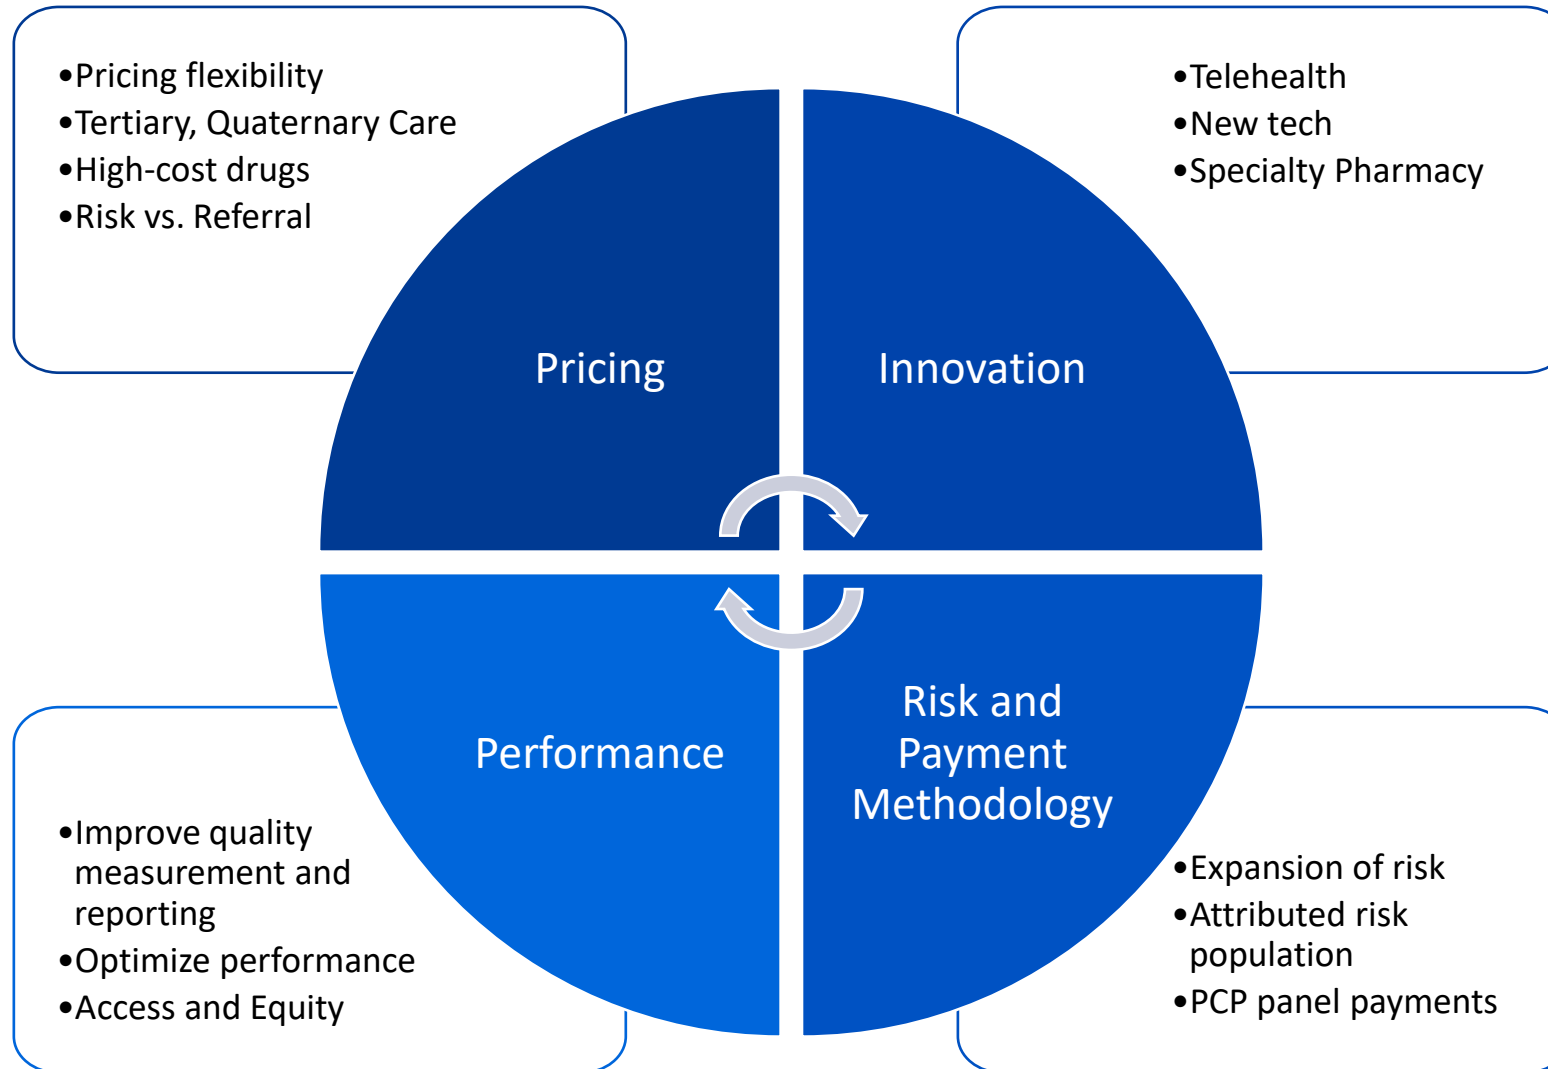 •Pricing flexibility
•Tertiary, Quaternary Care
•High-cost drugs
•Risk vs. Referral
•Telehealth
•New tech
•Specialty Pharmacy
Pricing
Innovation
Performance
Risk and
Payment
Methodology
•Improve quality
measurement and
reporting
•Optimize performance
•Access and Equity
•Expansion of risk
•Attributed risk
population
•PCP panel payments